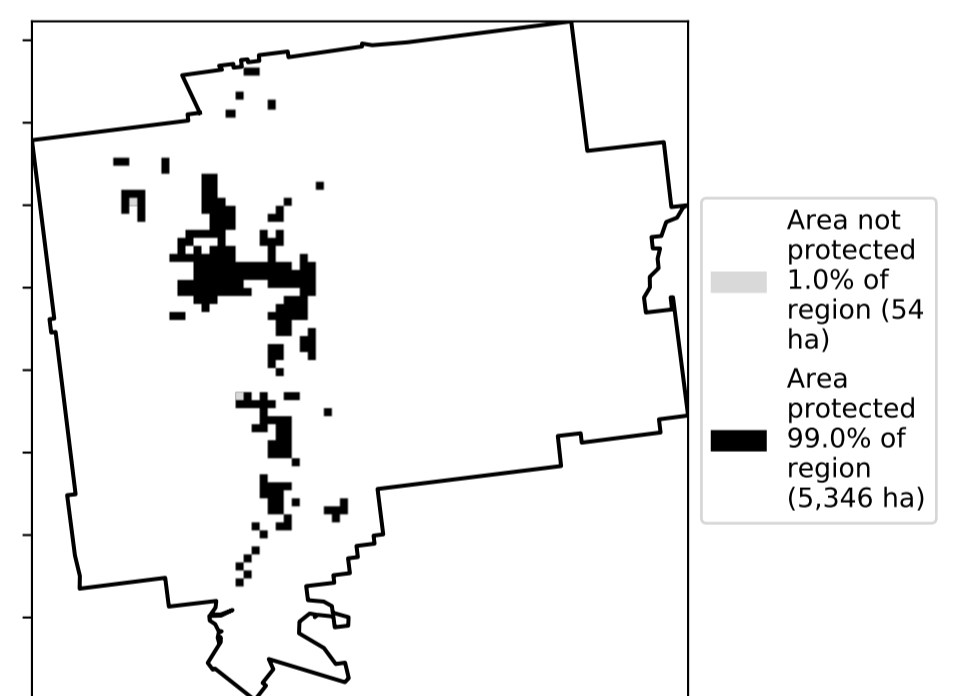 Area not
protected
1.0% of
region (54
ha)
Area
protected
99.0% of
region
(5,346 ha)